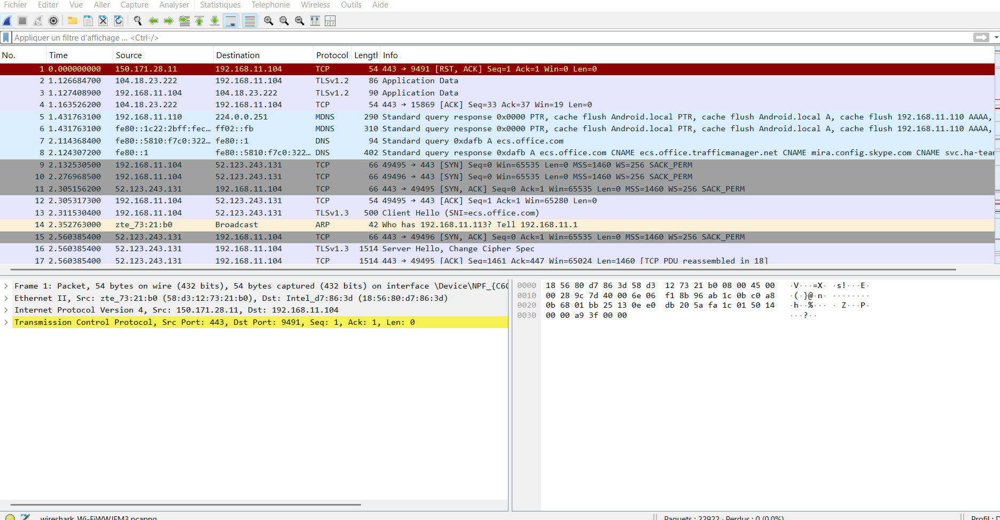 Fichier Editer Vue Aller Capture Analyser Statistiques Telephonie Wireless Outils Aide
Appliquer un filtre d'affichage … <Ctrl-/>
No. Time Source Destination Protocol Length Info
1 0.000000000 150.171.28.11 192.168.11.104 TCP 54 443 → 9491 [RST, ACK] Seq=1 Ack=1 Win=0 Len=0
2 1.126684700 104.18.23.222 192.168.11.104 TLSv1.2 86 Application Data
3 1.127408900 192.168.11.104 104.18.23.222 TLSv1.2 90 Application Data
4 1.163526200 104.18.23.222 192.168.11.104 TCP 54 443 → 15869 [ACK] Seq=33 Ack=37 Win=19 Len=0
5 1.431763100 192.168.11.110 224.0.0.251 MDNS 290 Standard query response 0x0000 PTR, cache flush Android.local PTR, cache flush Android.local A, cache flush 192.168.11.110 AAAA,
6 1.431763100 fe80::1c22:2bff:fec… ff02::fb MDNS 310 Standard query response 0x0000 PTR, cache flush Android.local PTR, cache flush Android.local A, cache flush 192.168.11.110 AAAA,
7 2.114368400 fe80::5810:f7c0:322… fe80::1 DNS 94 Standard query 0xdafb A ecs.office.com
8 2.124307200 fe80::1 fe80::5810:f7c0:322… DNS 402 Standard query response 0xdafb A ecs.office.com CNAME ecs.office.trafficmanager.net CNAME mira.config.skype.com CNAME svc.ha-tea
9 2.132530500 192.168.11.104 52.123.243.131 TCP 66 49495 → 443 [SYN] Seq=0 Win=65535 Len=0 MSS=1460 WS=256 SACK_PERM
10 2.276968500 192.168.11.104 52.123.243.131 TCP 66 49496 → 443 [SYN] Seq=0 Win=65535 Len=0 MSS=1460 WS=256 SACK_PERM
11 2.305156200 52.123.243.131 192.168.11.104 TCP 66 443 → 49495 [SYN, ACK] Seq=0 Ack=1 Win=65535 Len=0 MSS=1460 WS=256 SACK_PERM
12 2.305317300 192.168.11.104 52.123.243.131 TCP 54 49495 → 443 [ACK] Seq=1 Ack=1 Win=65280 Len=0
13 2.311530400 192.168.11.104 52.123.243.131 TLSv1.3 500 Client Hello (SNI=ecs.office.com)
14 2.352763000 zte_73:21:b0 Broadcast ARP 42 Who has 192.168.11.113? Tell 192.168.11.1
15 2.560385400 52.123.243.131 192.168.11.104 TCP 66 443 → 49496 [SYN, ACK] Seq=0 Ack=1 Win=65535 Len=0 MSS=1460 WS=256 SACK_PERM
16 2.560385400 52.123.243.131 192.168.11.104 TLSv1.3 1514 Server Hello, Change Cipher Spec
17 2.560385400 52.123.243.131 192.168.11.104 TCP 1514 443 → 49495 [ACK] Seq=1461 Ack=447 Win=65024 Len=1460 [TCP PDU reassembled in 18]
Frame 1: Packet, 54 bytes on wire (432 bits), 54 bytes captured (432 bits) on interface \Device\NPF_{C6C
Ethernet II, Src: zte_73:21:b0 (58:d3:12:73:21:b0), Dst: Intel_d7:86:3d (18:56:80:d7:86:3d)
Internet Protocol Version 4, Src: 150.171.28.11, Dst: 192.168.11.104
Transmission Control Protocol, Src Port: 443, Dst Port: 9491, Seq: 1, Ack: 1, Len: 0
0000 18 56 80 d7 86 3d 58 d3 12 73 21 b0 08 00 45 00 ·V···=X· ·s!···E·
0010 00 28 9c 7d 40 00 6e 06 f1 8b 96 ab 1c 0b c0 a8 ·(·}@·n· ········
0020 0b 68 01 bb 25 13 0e e0 db 20 5a fa 1c 01 50 14 ·h··%··· · Z···P·
0030 00 00 a9 3f 00 00 ···?··
wireshark_Wi-FiWWJFM3.pcapng Paquets : 22922 · Perdus : 0 (0.0%) Profil : D